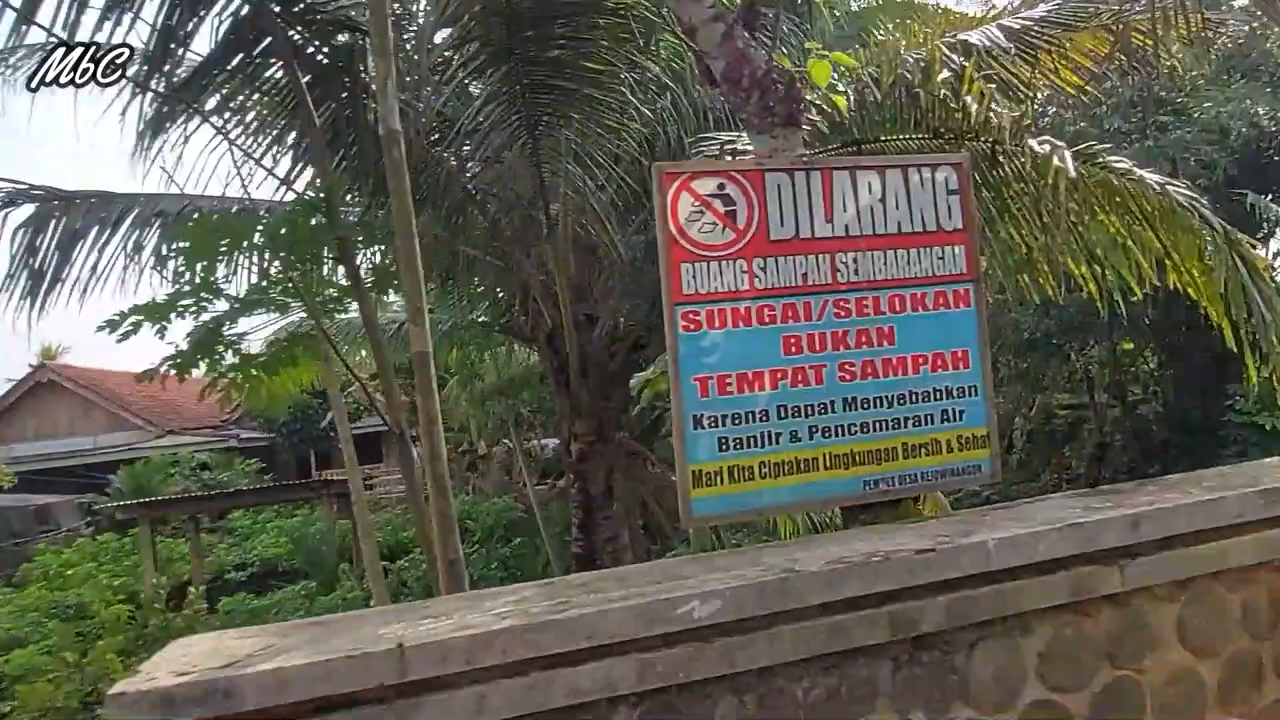 MbC
DILARANG
BUANG SAMPAH SEMBARANGAN
SUNGAI/SELOKAN
BUKAN
TEMPAT SAMPAH
Karena Dapat Menyebabkan
Banjir & Pencemaran Air
Mari Kita Ciptakan Lingkungan Bersih & Sehat
PEMDES DESA REJOWINANGUN